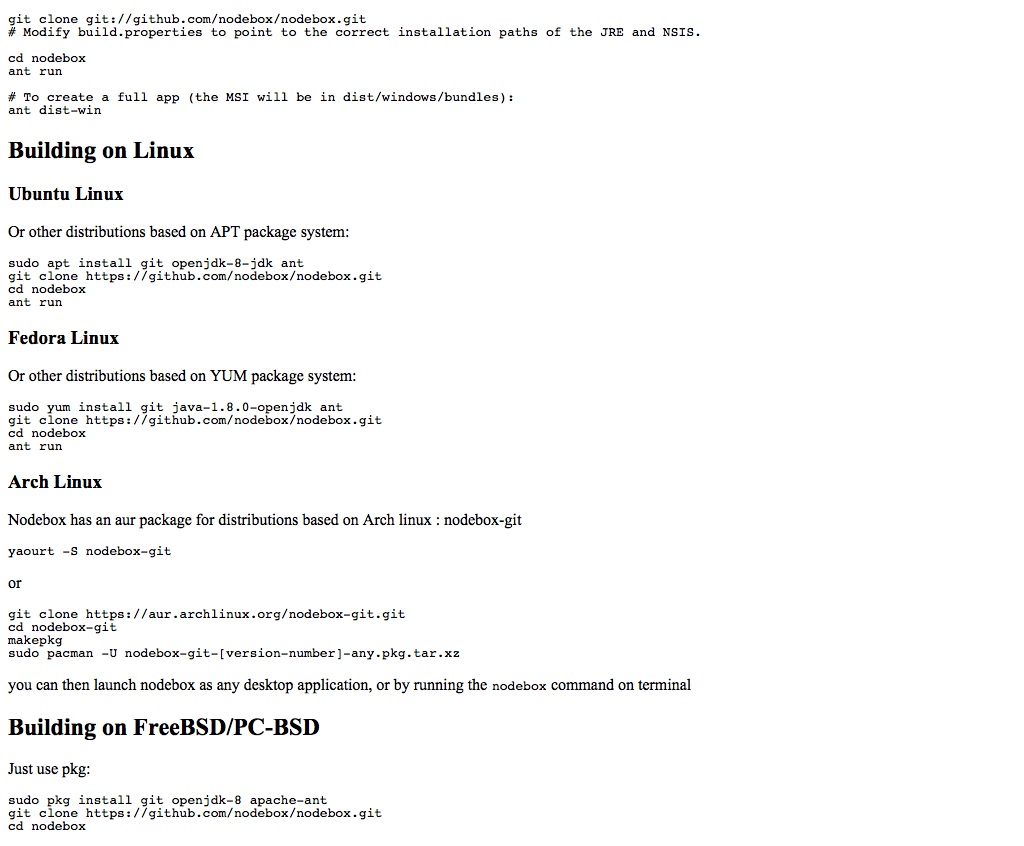 git clone git://github.com/nodebox/nodebox.git
# Modify build.properties to point to the correct installation paths of the JRE and NSIS.
cd nodebox
ant run
# To create a full app (the MSI will be in dist/windows/bundles):
ant dist-win
Building on Linux
Ubuntu Linux
Or other distributions based on APT package system:
sudo apt install git openjdk-8-jdk ant
git clone https://github.com/nodebox/nodebox.git
cd nodebox
ant run
Fedora Linux
Or other distributions based on YUM package system:
sudo yum install git java-1.8.0-openjdk ant
git clone https://github.com/nodebox/nodebox.git
cd nodebox
ant run
Arch Linux
Nodebox has an aur package for distributions based on Arch linux : nodebox-git
yaourt -S nodebox-git
or
git clone https://aur.archlinux.org/nodebox-git.git
cd nodebox-git
makepkg
sudo pacman -U nodebox-git-[version-number]-any.pkg.tar.xz
you can then launch nodebox as any desktop application, or by running the nodebox command on terminal
Building on FreeBSD/PC-BSD
Just use pkg:
sudo pkg install git openjdk-8 apache-ant
git clone https://github.com/nodebox/nodebox.git
cd nodebox